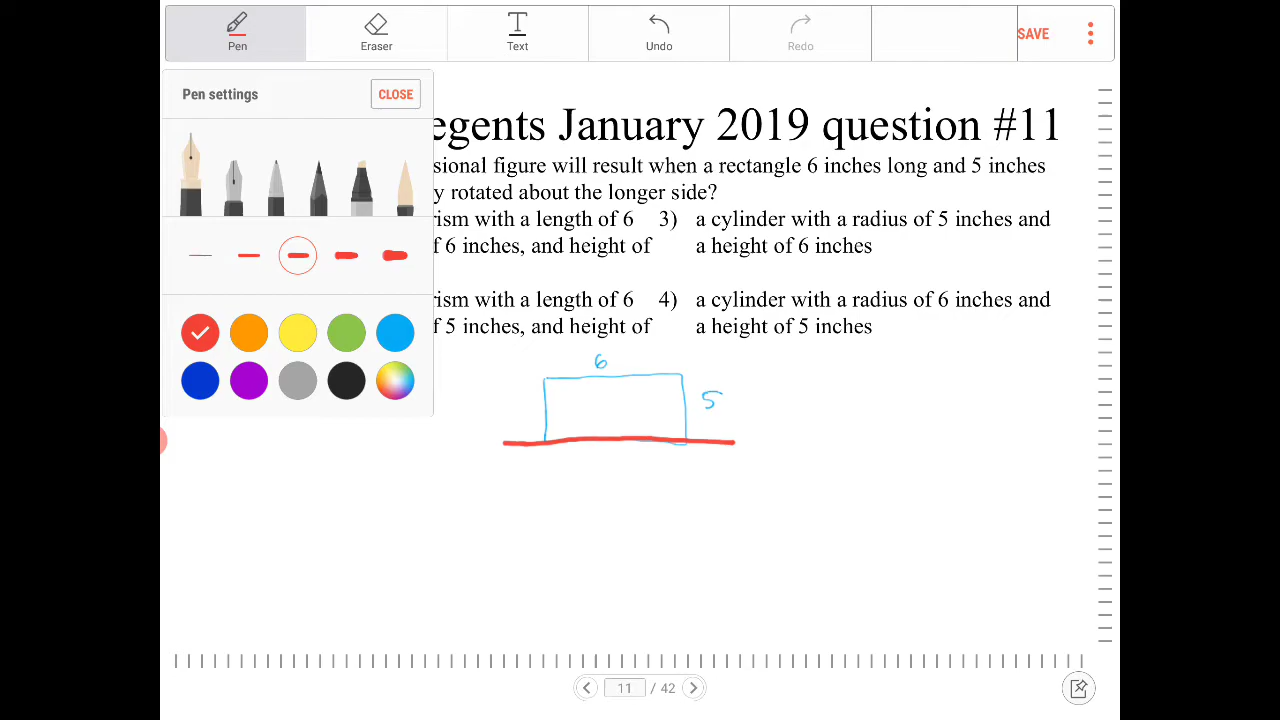 Pen
Eraser
Text
Undo
Redo
SAVE
Pen settings
CLOSE
egents January 2019 question #11
sional figure will result when a rectangle 6 inches long and 5 inches
y rotated about the longer side?
rism with a length of 6 3) a cylinder with a radius of 5 inches and
f 6 inches, and height of a height of 6 inches
rism with a length of 6 4) a cylinder with a radius of 6 inches and
f 5 inches, and height of a height of 5 inches
6
5
11 / 42